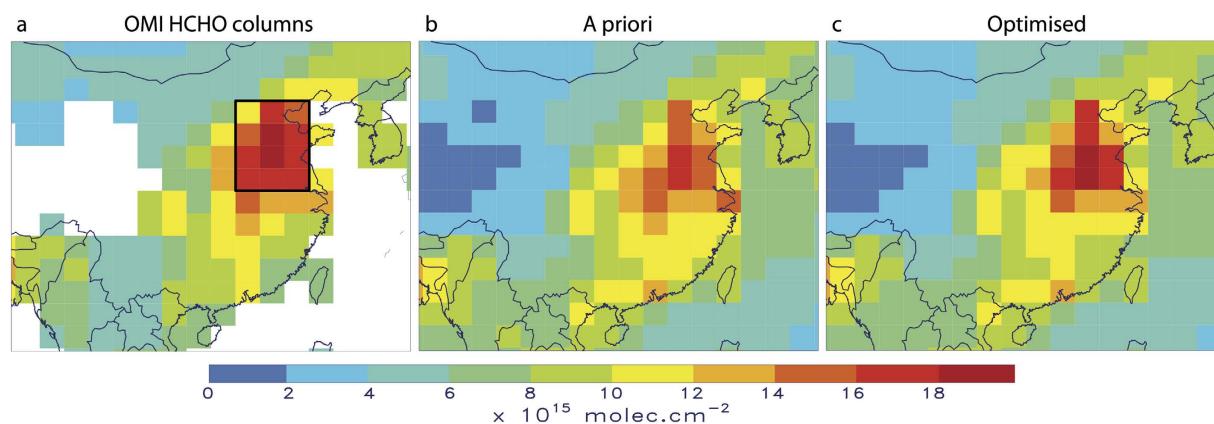 a OMI HCHO columns b A priori c Optimised
0 2 4 6 8 10 12 14 16 18
× 10¹⁵ molec.cm⁻²